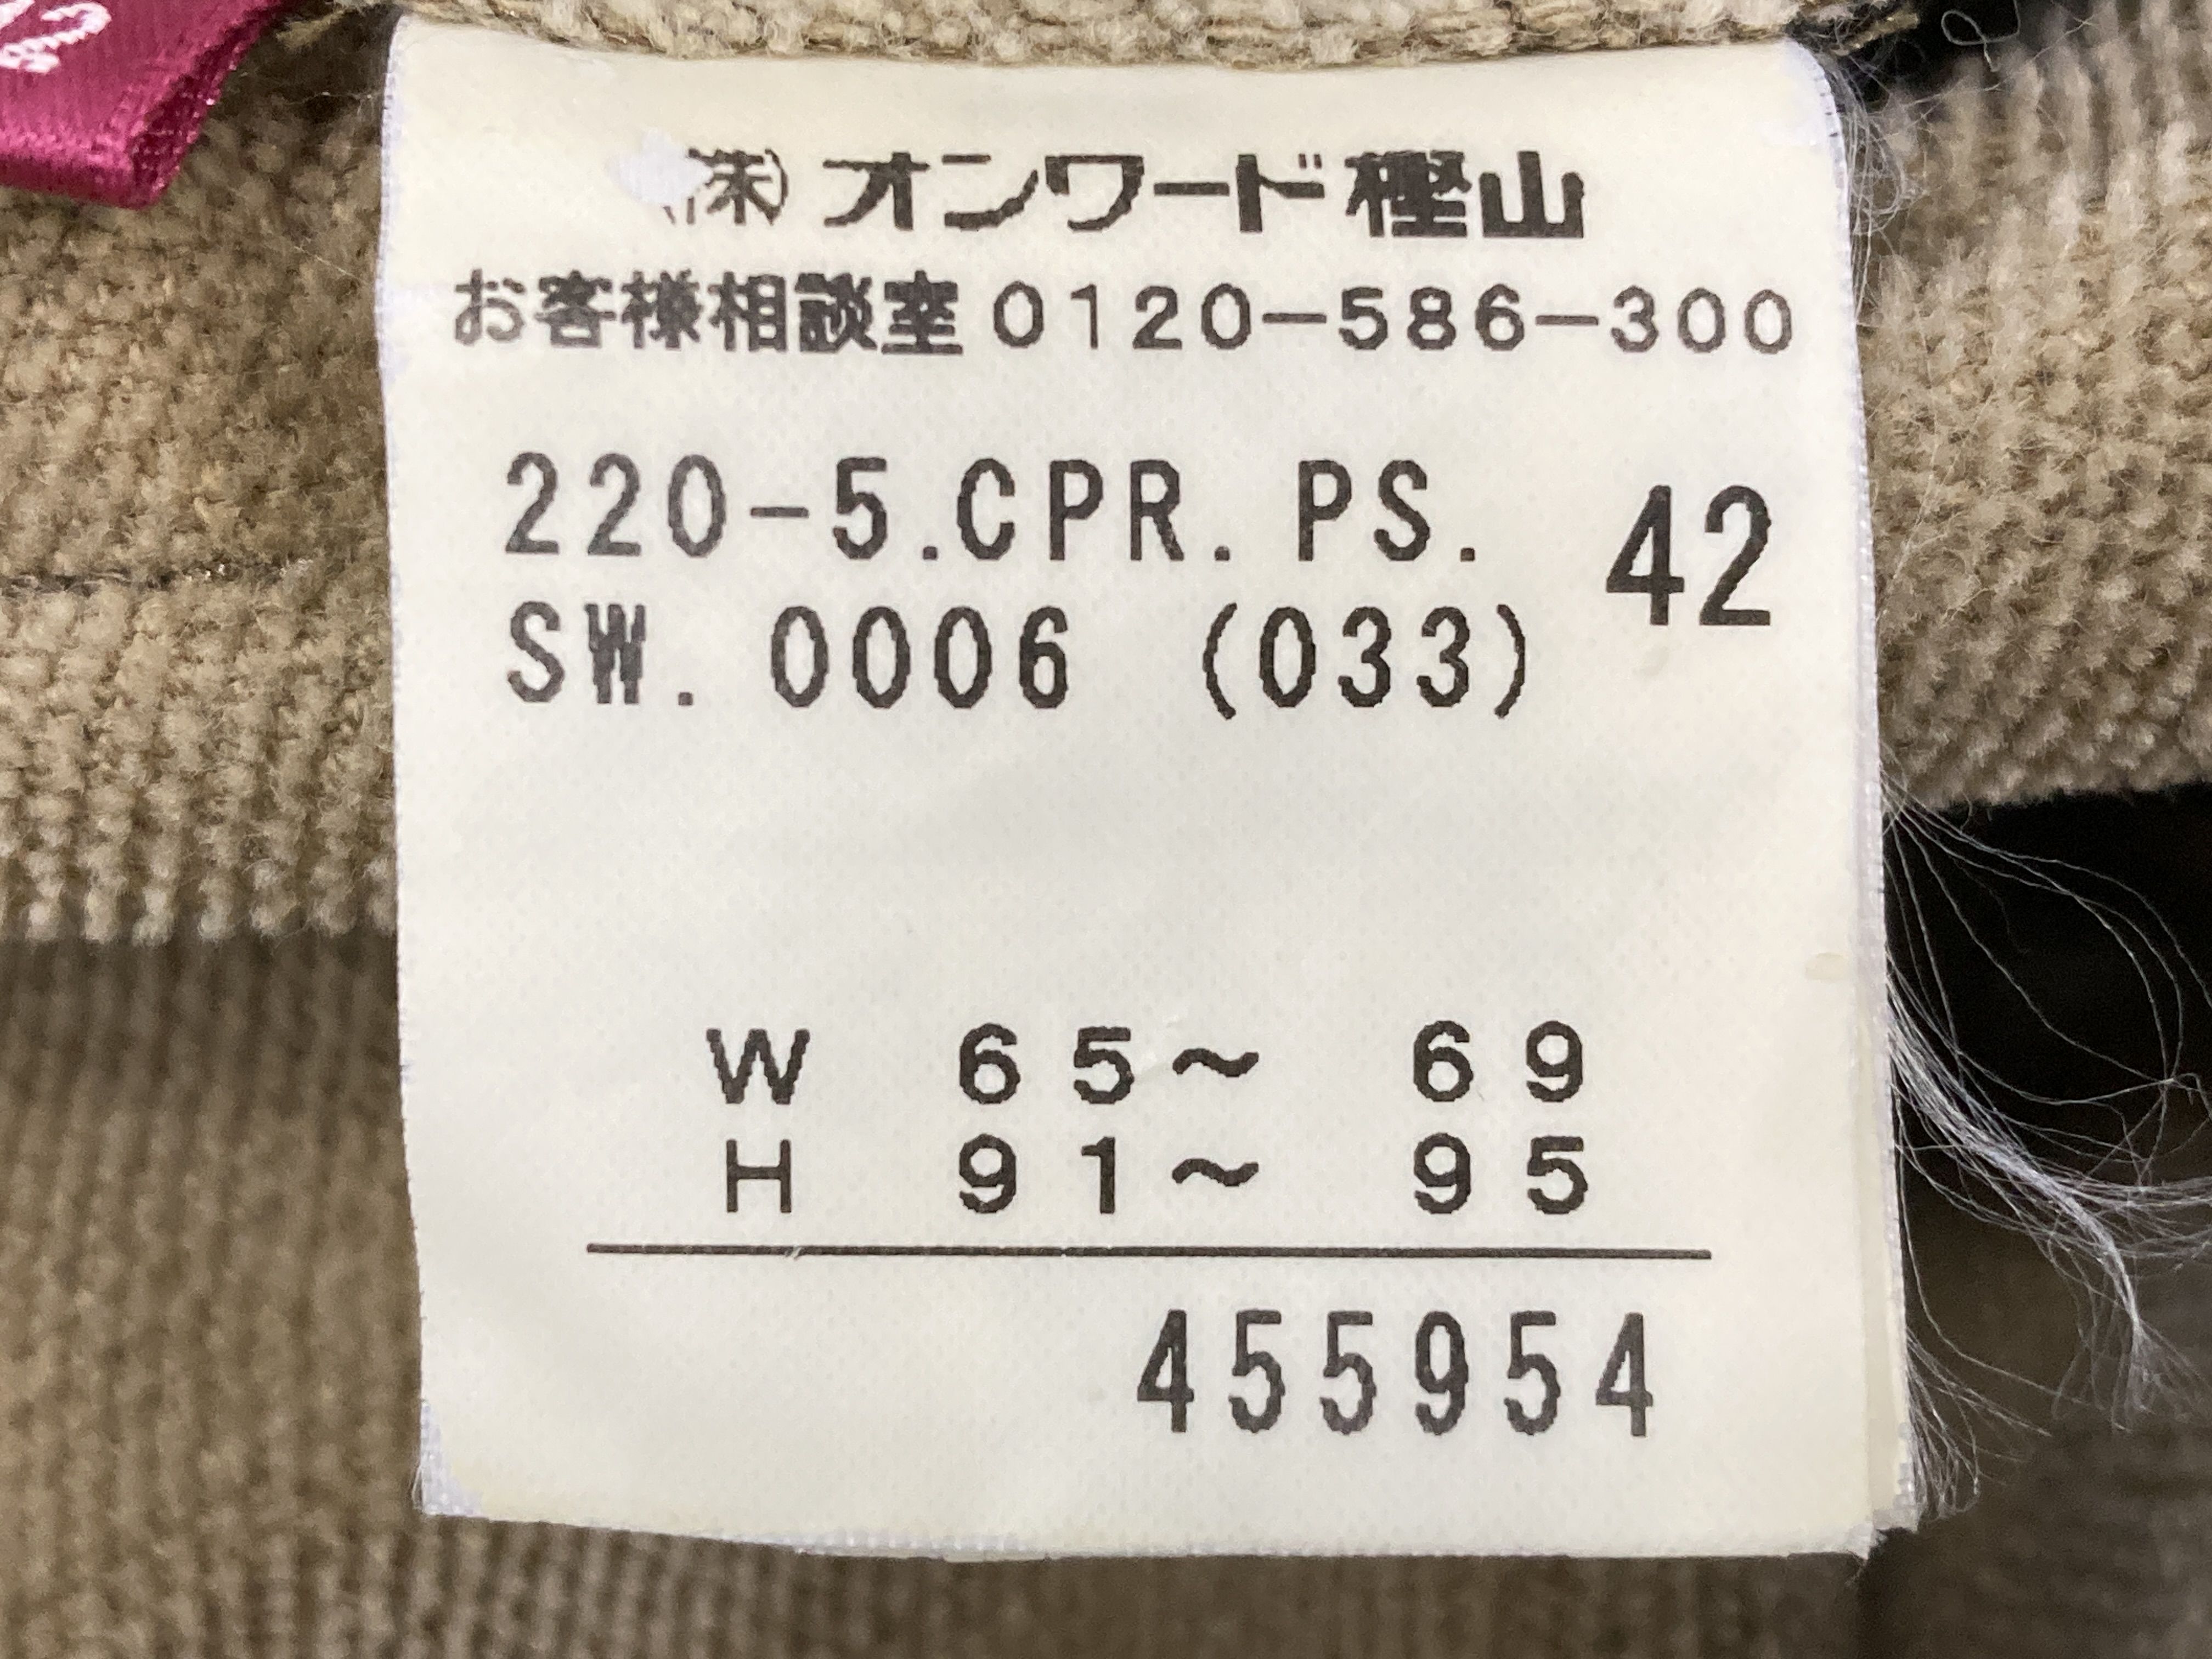 ㈱オンワード樫山
お客様相談室0120-586-300
220-5.CPR.PS. 42
SW.0006 (033)
W 65~ 69
H 91~ 95
455954